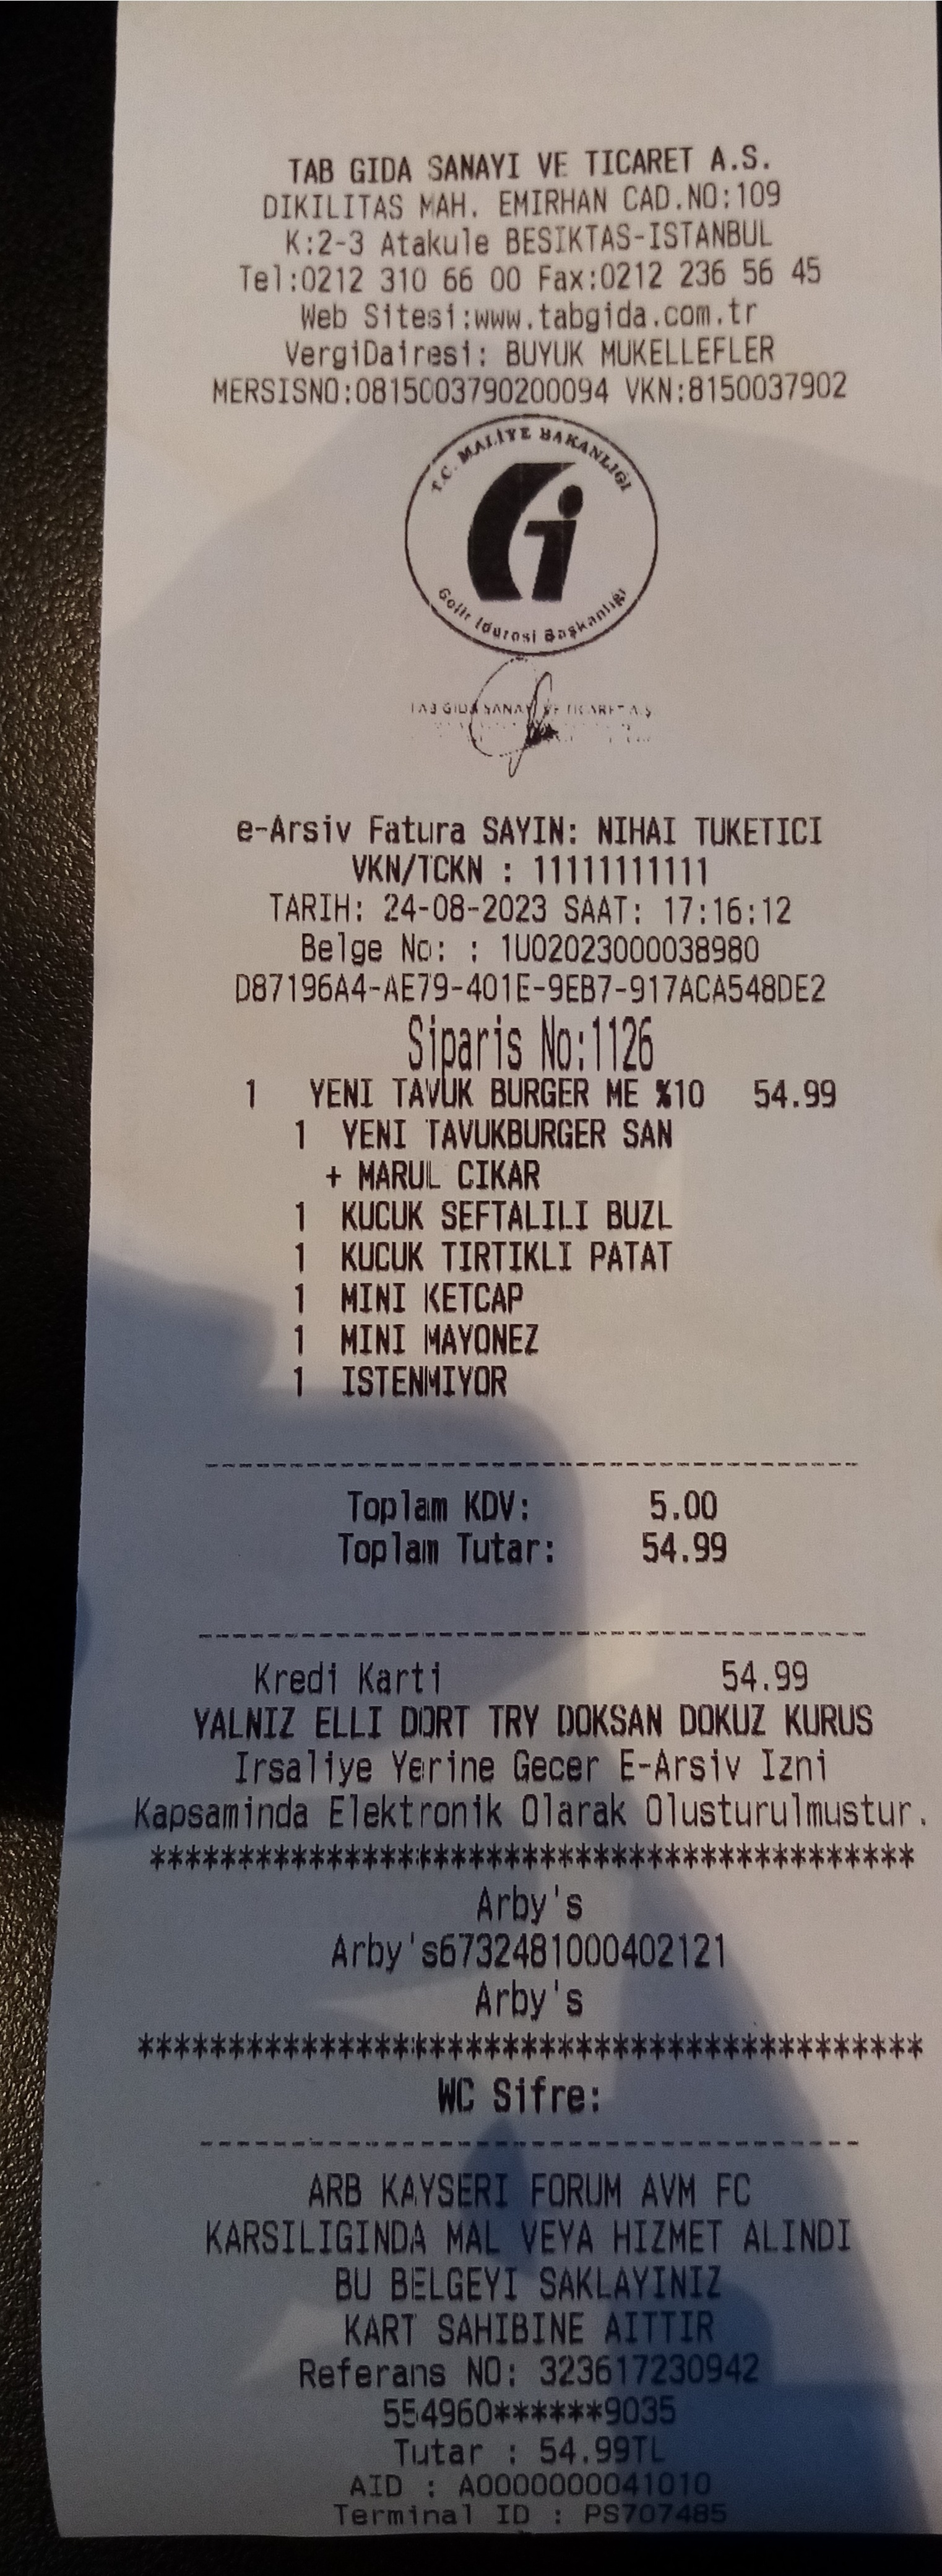 TAB GIDA SANAYI VE TICARET A.S.
DIKILITAS MAH. EMIRHAN CAD.NO:109
K:2-3 Atakule BESIKTAS-ISTANBUL
Tel:0212 310 66 00 Fax:0212 236 56 45
Web Sitesi:www.tabgida.com.tr
VergiDairesi: BUYUK MUKELLEFLER
MERSISNO:0815003790200094 VKN:8150037902
T.C. MALİYE BAKANLIĞI
Gelir İdaresi Başkanlığı
TAB GIDA SANAYİ VE TİCARET A.Ş.
e-Arsiv Fatura SAYIN: NIHAI TUKETICI
VKN/TCKN : 11111111111
TARIH: 24-08-2023 SAAT: 17:16:12
Belge No: : 1U02023000038980
D87196A4-AE79-401E-9EB7-917ACA548DE2
Siparis No:1126
1 YENI TAVUK BURGER ME %10 54.99
1 YENI TAVUKBURGER SAN
+ MARUL CIKAR
1 KUCUK SEFTALILI BUZL
1 KUCUK TIRTIKLI PATAT
1 MINI KETCAP
1 MINI MAYONEZ
1 ISTENMIYOR
Toplam KDV: 5.00
Toplam Tutar: 54.99
Kredi Karti 54.99
YALNIZ ELLI DORT TRY DOKSAN DOKUZ KURUS
Irsaliye Yerine Gecer E-Arsiv Izni
Kapsaminda Elektronik Olarak Olusturulmustur.
******************************************
Arby's
Arby's6732481000402121
Arby's
******************************************
WC Sifre:
ARB KAYSERI FORUM AVM FC
KARSILIGINDA MAL VEYA HIZMET ALINDI
BU BELGEYI SAKLAYINIZ
KART SAHIBINE AITTIR
Referans NO: 323617230942
554960******9035
Tutar : 54.99TL
AID : A0000000041010
Terminal ID : PS707485